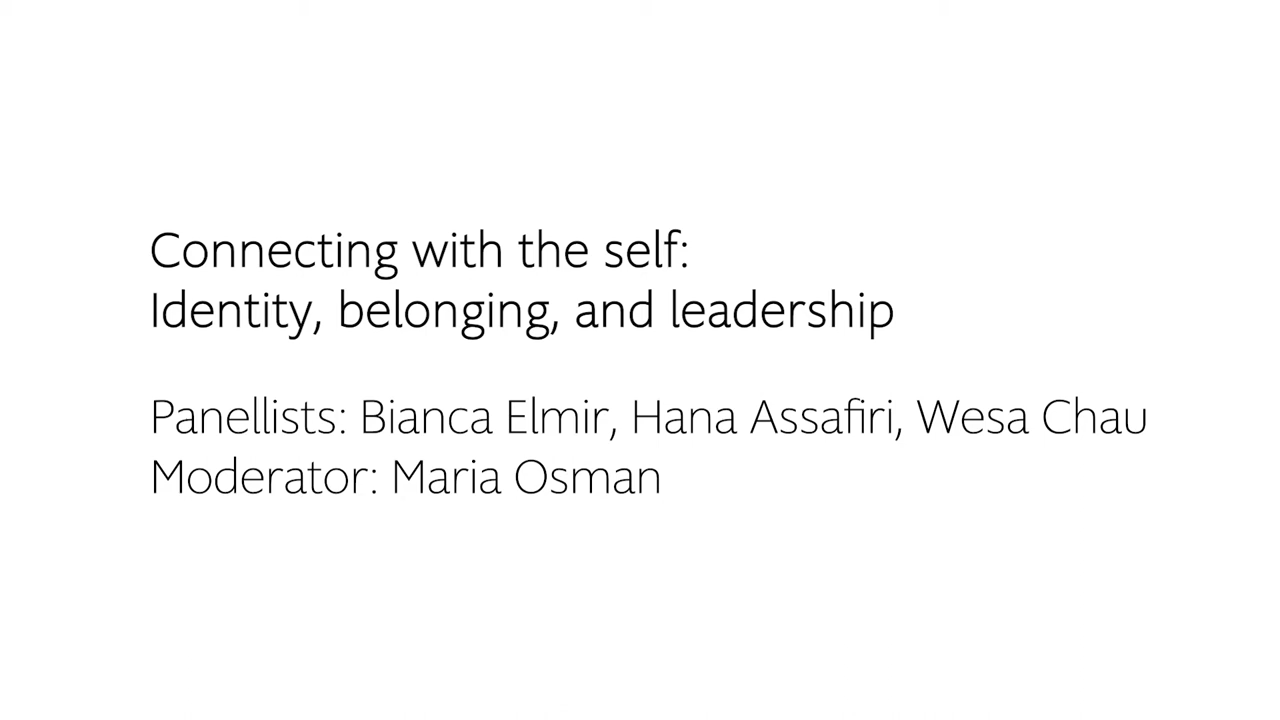 Connecting with the self:
Identity, belonging, and leadership
Panellists: Bianca Elmir, Hana Assafiri, Wesa Chau
Moderator: Maria Osman